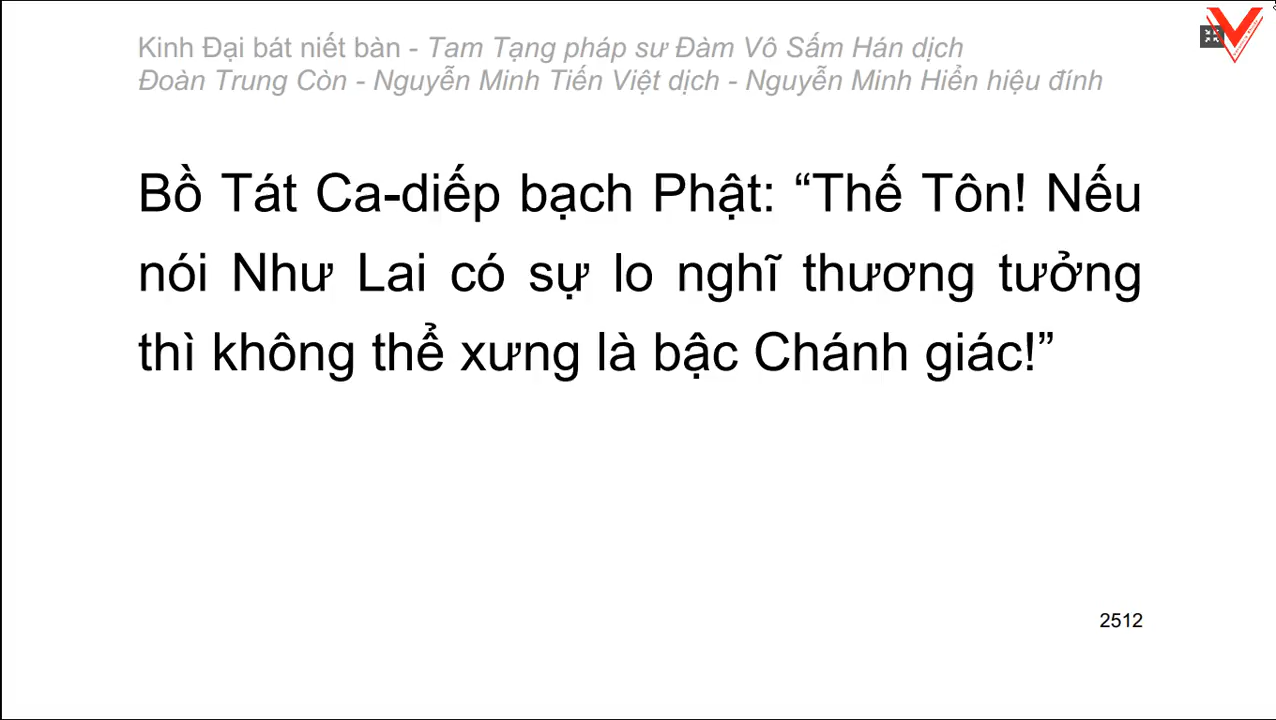 Kinh Đại bát niết bàn - Tam Tạng pháp sư Đàm Vô Sấm Hán dịch
Đoàn Trung Còn - Nguyễn Minh Tiến Việt dịch - Nguyễn Minh Hiển hiệu đính
Bồ Tát Ca-diếp bạch Phật: “Thế Tôn! Nếu
nói Như Lai có sự lo nghĩ thương tưởng
thì không thể xưng là bậc Chánh giác!”
2512